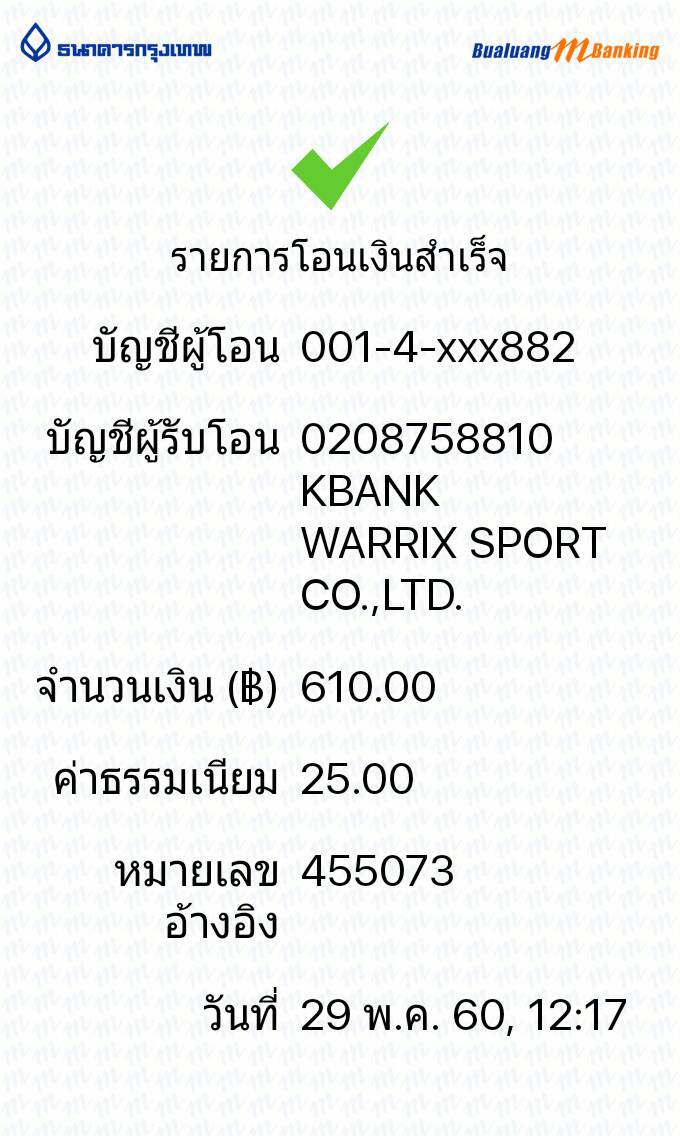 ธนาคารกรุงเทพ
Bualuang mBanking
รายการโอนเงินสำเร็จ
บัญชีผู้โอน 001-4-xxx882
บัญชีผู้รับโอน 0208758810
KBANK
WARRIX SPORT
CO.,LTD.
จำนวนเงิน (฿) 610.00
ค่าธรรมเนียม 25.00
หมายเลข 455073
อ้างอิง
วันที่ 29 พ.ค. 60, 12:17